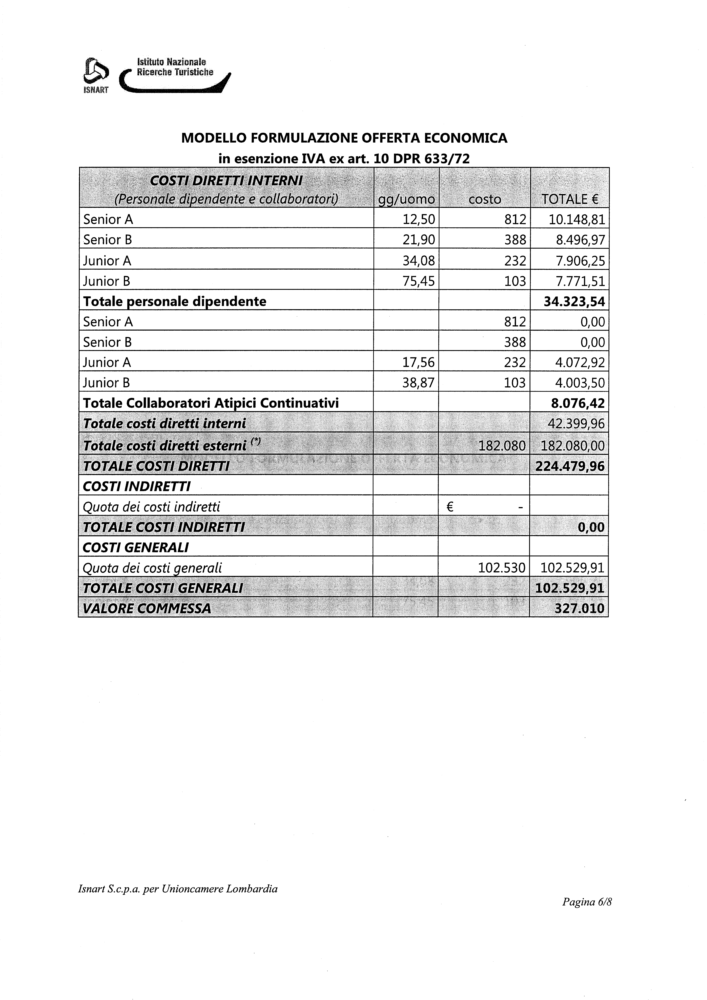 Istituto Nazionale
Ricerche Turistiche
ISNART
MODELLO FORMULAZIONE OFFERTA ECONOMICA
in esenzione IVA ex art. 10 DPR 633/72
COSTI DIRETTI INTERNI
(Personale dipendente e collaboratori) gg/uomo costo TOTALE €
Senior A 12,50 812 10.148,81
Senior B 21,90 388 8.496,97
Junior A 34,08 232 7.906,25
Junior B 75,45 103 7.771,51
Totale personale dipendente 34.323,54
Senior A 812 0,00
Senior B 388 0,00
Junior A 17,56 232 4.072,92
Junior B 38,87 103 4.003,50
Totale Collaboratori Atipici Continuativi 8.076,42
Totale costi diretti interni 42.399,96
Totale costi diretti esterni (*) 182.080 182.080,00
TOTALE COSTI DIRETTI 224.479,96
COSTI INDIRETTI
Quota dei costi indiretti € -
TOTALE COSTI INDIRETTI 0,00
COSTI GENERALI
Quota dei costi generali 102.530 102.529,91
TOTALE COSTI GENERALI 102.529,91
VALORE COMMESSA 327.010
Isnart S.c.p.a. per Unioncamere Lombardia
Pagina 6/8